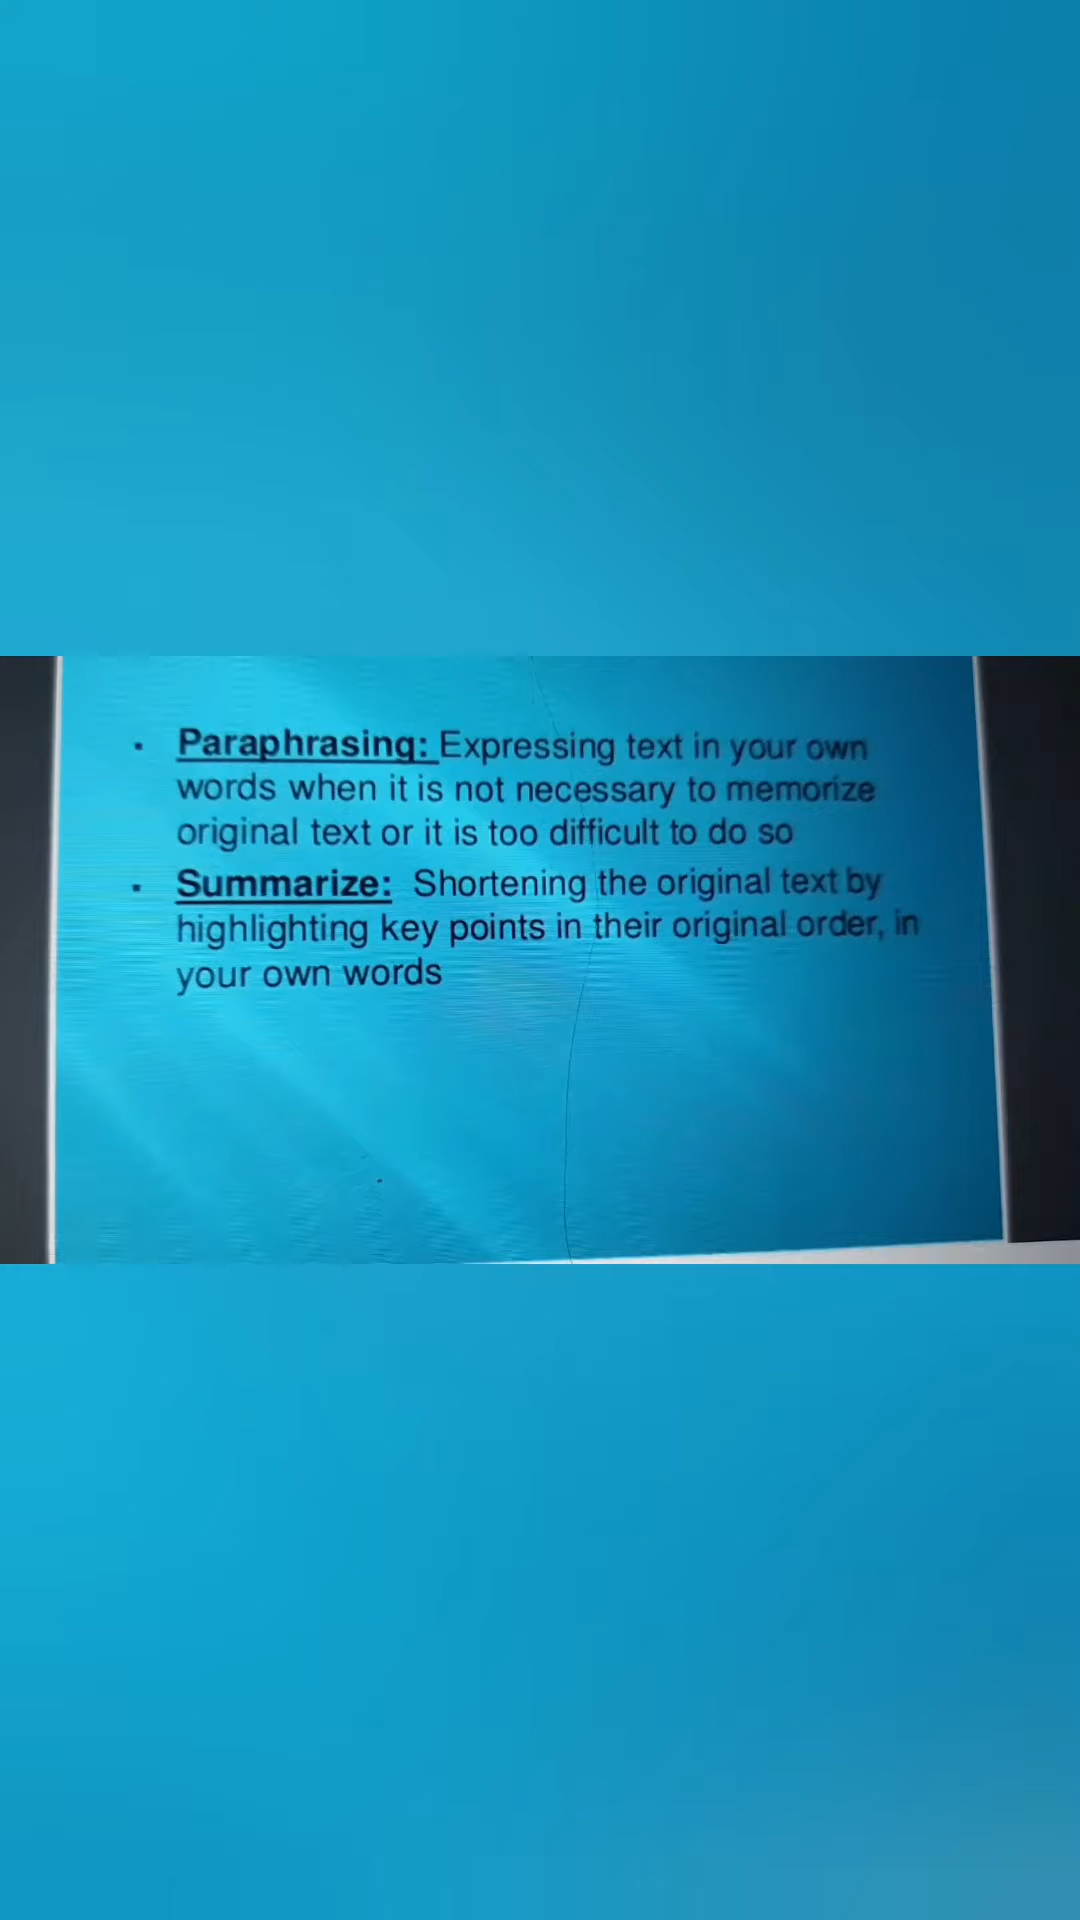 ▪ Paraphrasing: Expressing text in your own
words when it is not necessary to memorize
original text or it is too difficult to do so
▪ Summarize: Shortening the original text by
highlighting key points in their original order, in
your own words